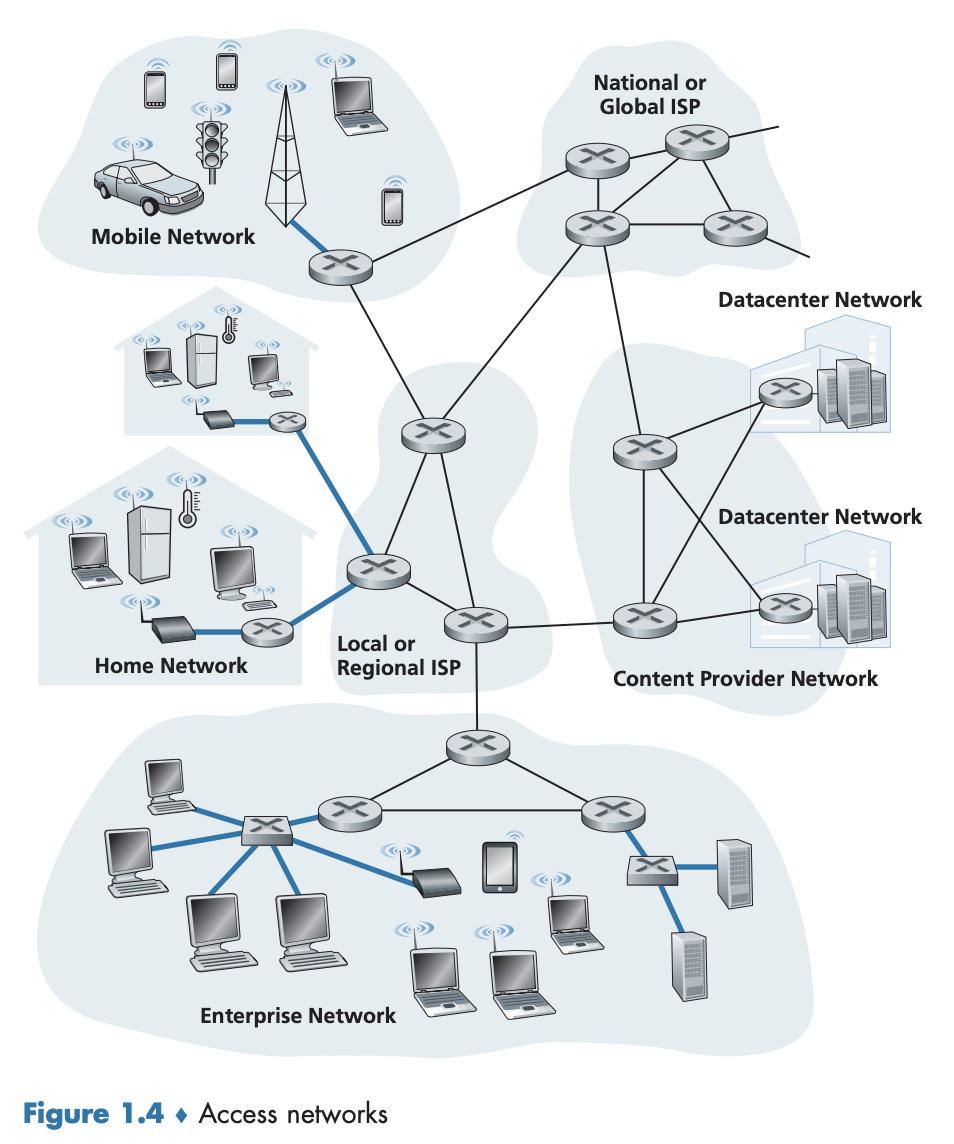 National or
Global ISP
Mobile Network
Datacenter Network
Datacenter Network
Home Network
Local or
Regional ISP
Content Provider Network
Enterprise Network
Figure 1.4 ♦ Access networks